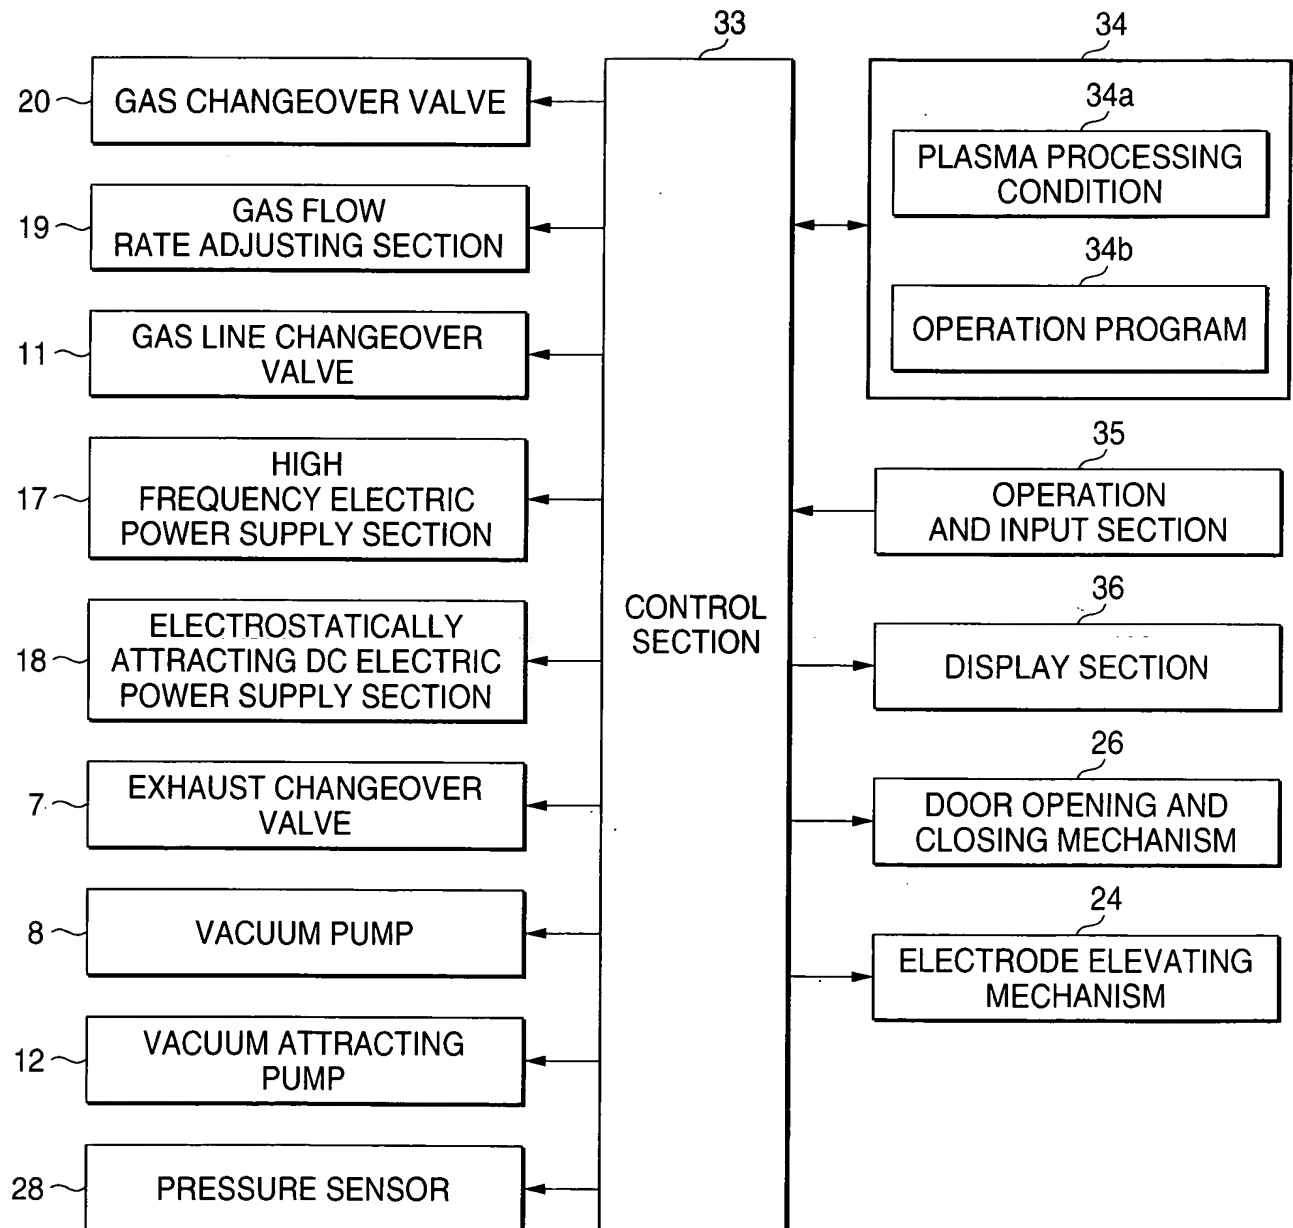 33
20
GAS CHANGEOVER VALVE
19
GAS FLOW
RATE ADJUSTING SECTION
11
GAS LINE CHANGEOVER
VALVE
17
HIGH
FREQUENCY ELECTRIC
POWER SUPPLY SECTION
18
ELECTROSTATICALLY
ATTRACTING DC ELECTRIC
POWER SUPPLY SECTION
7
EXHAUST CHANGEOVER
VALVE
8
VACUUM PUMP
12
VACUUM ATTRACTING
PUMP
28
PRESSURE SENSOR
CONTROL
SECTION
34
34a
PLASMA PROCESSING
CONDITION
34b
OPERATION PROGRAM
35
OPERATION
AND INPUT SECTION
36
DISPLAY SECTION
26
DOOR OPENING AND
CLOSING MECHANISM
24
ELECTRODE ELEVATING
MECHANISM